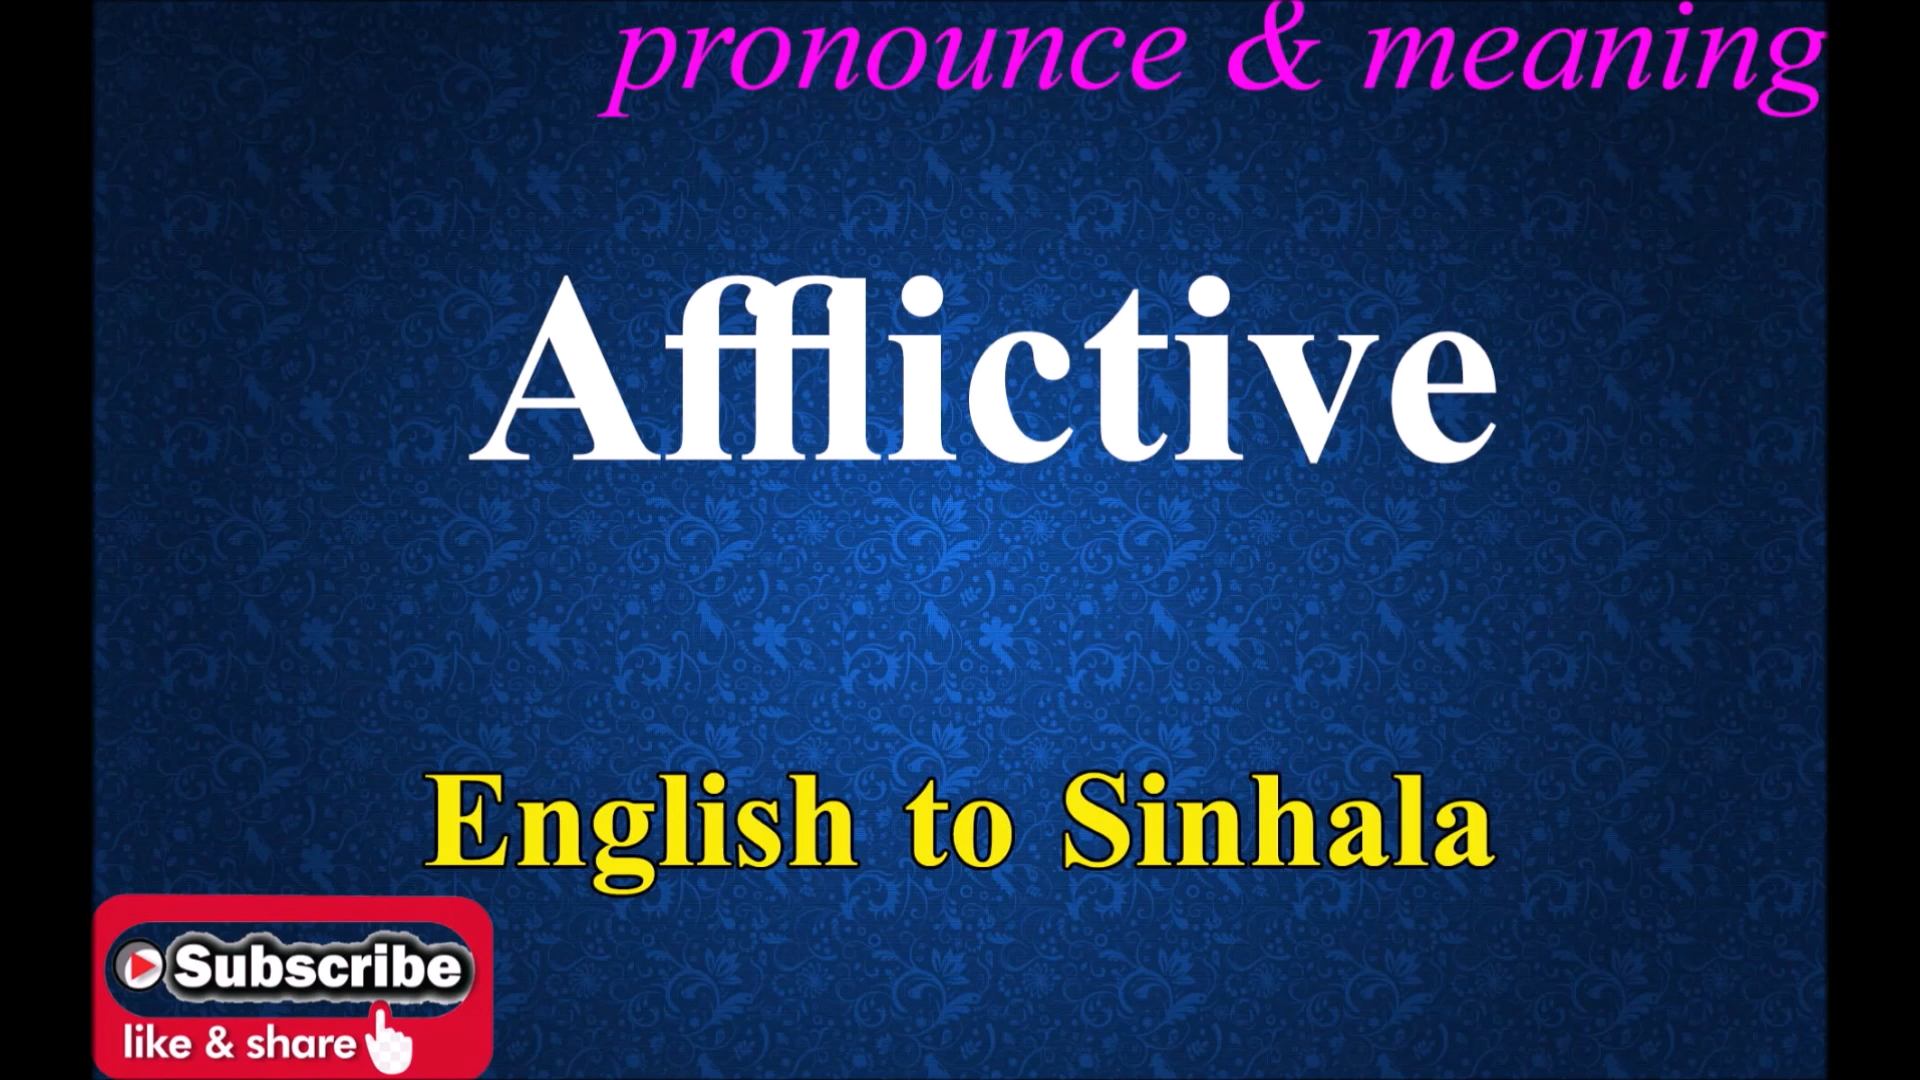 pronounce & meaning
Afflictive
English to Sinhala
Subscribe
like & share